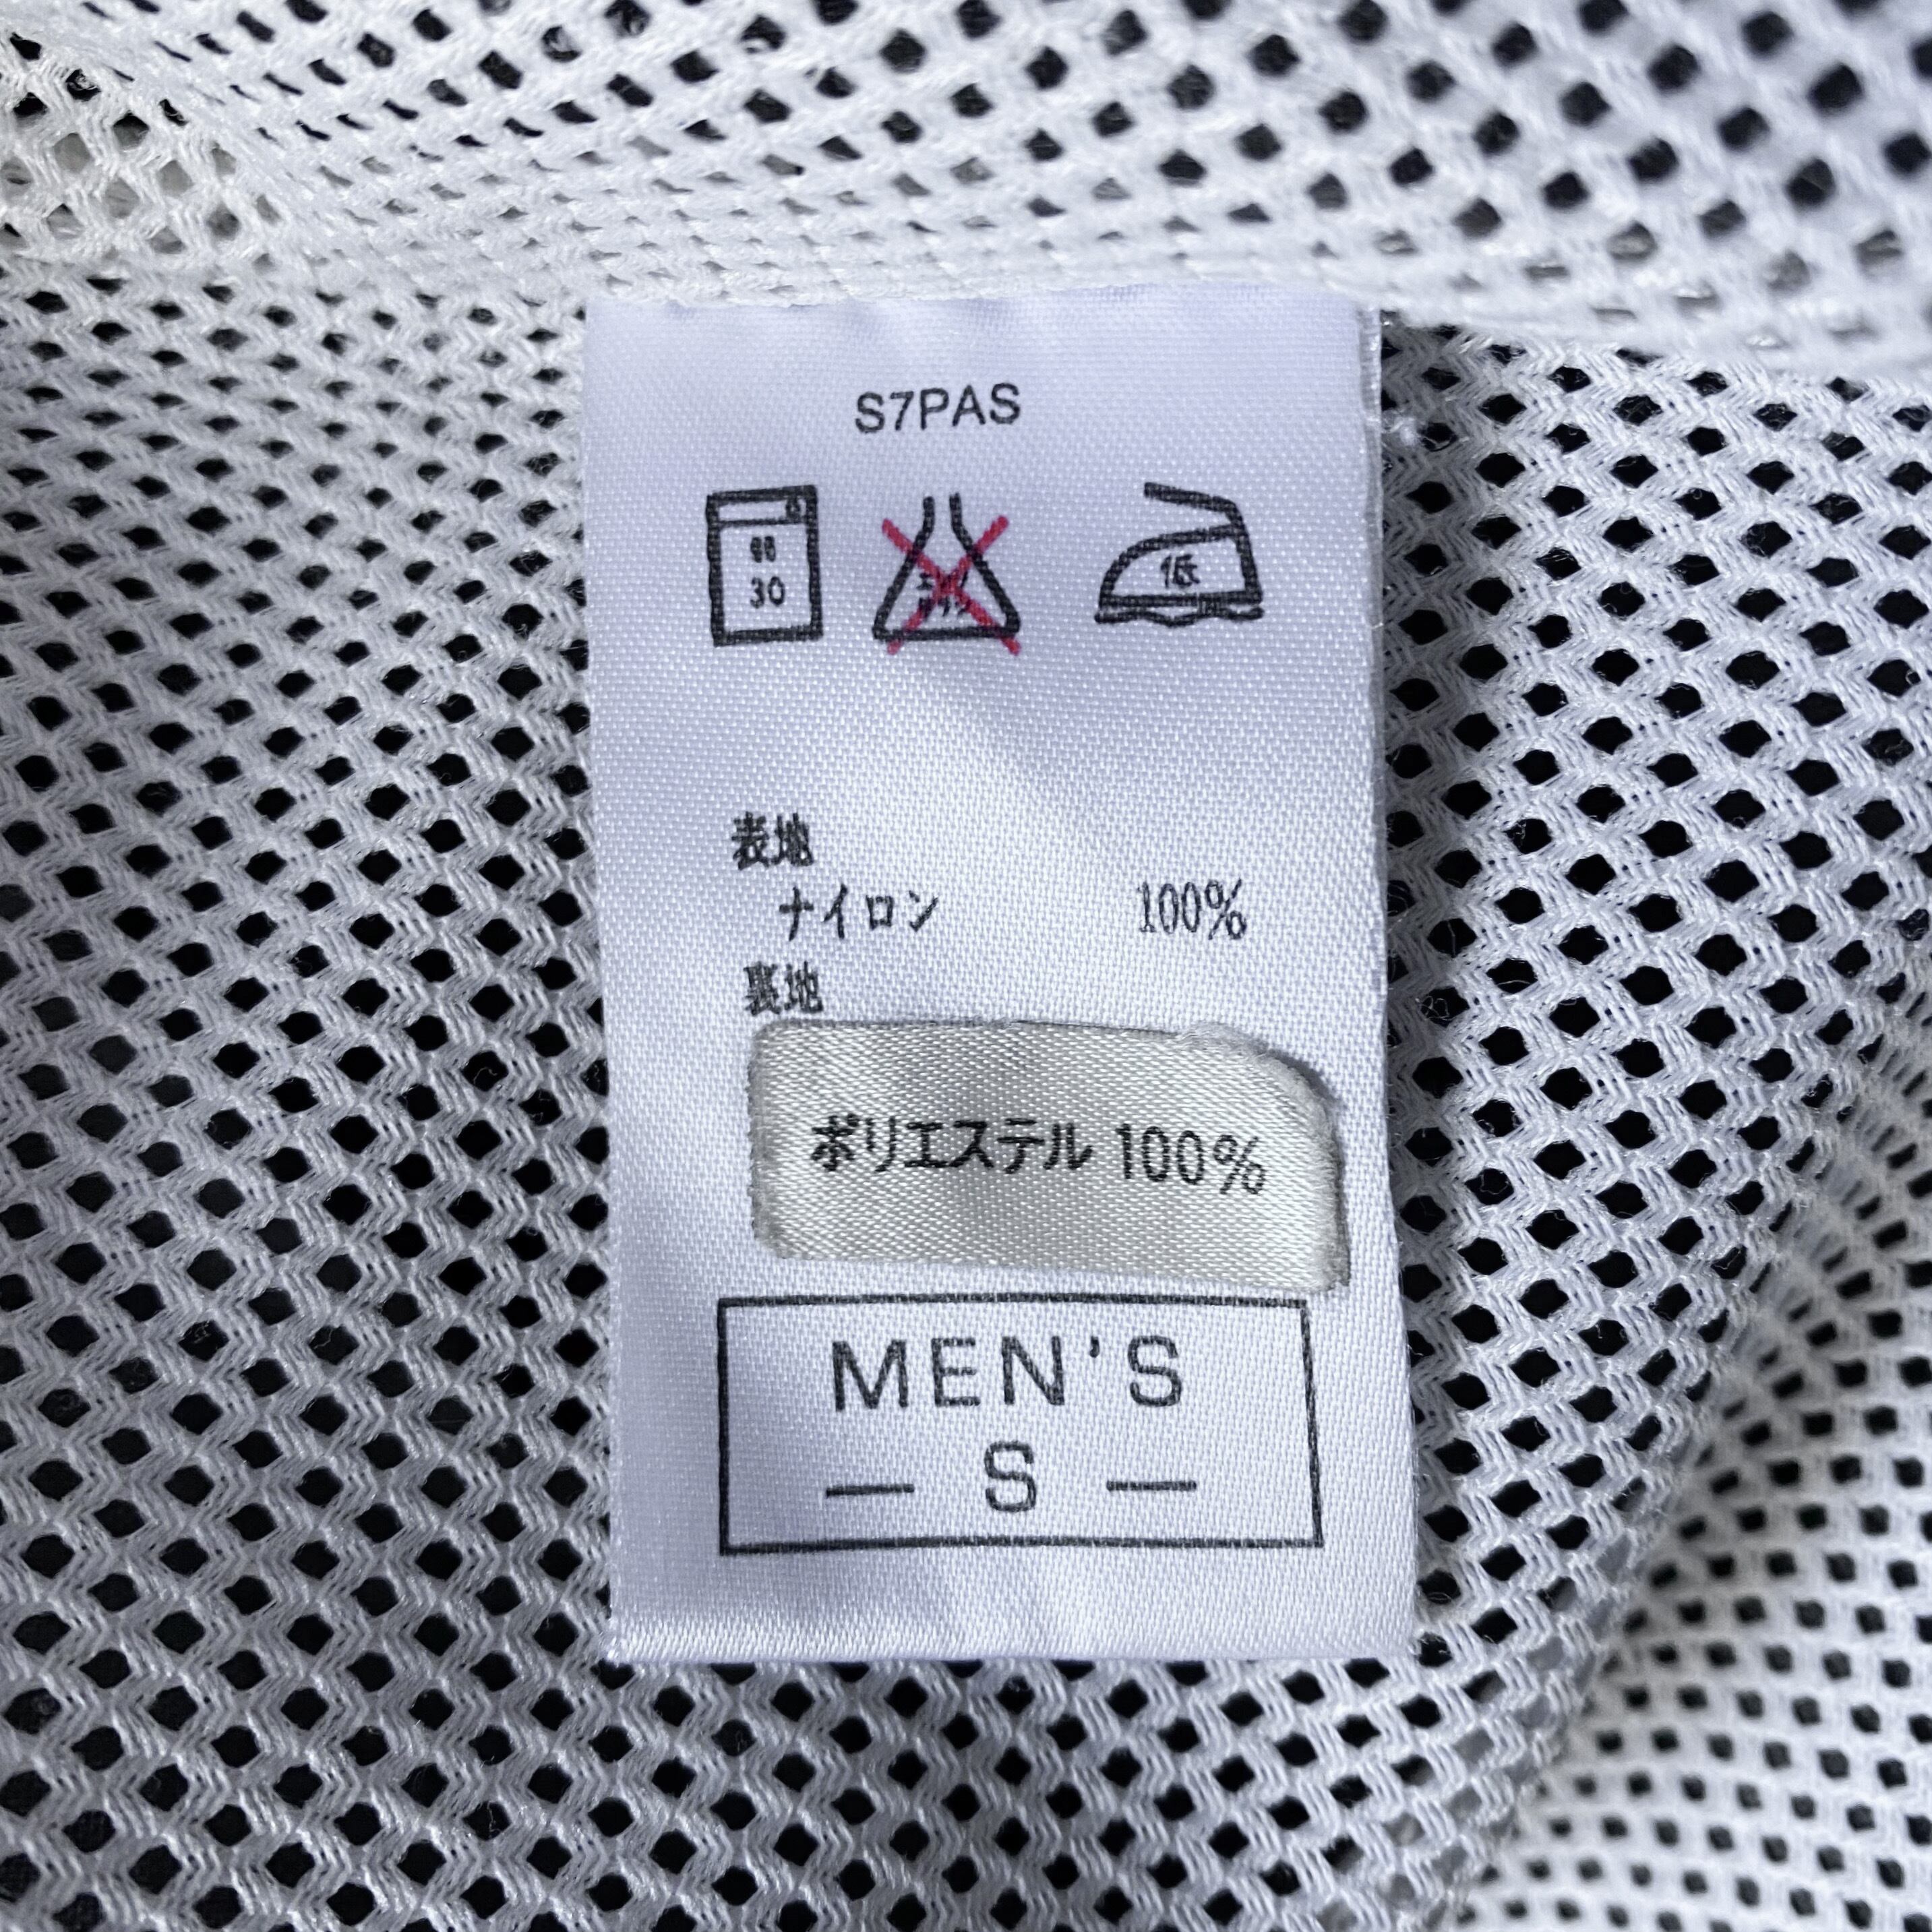 S7PAS
30
低
表地
ナイロン 100%
裏地
ポリエステル 100%
MEN'S
— S —